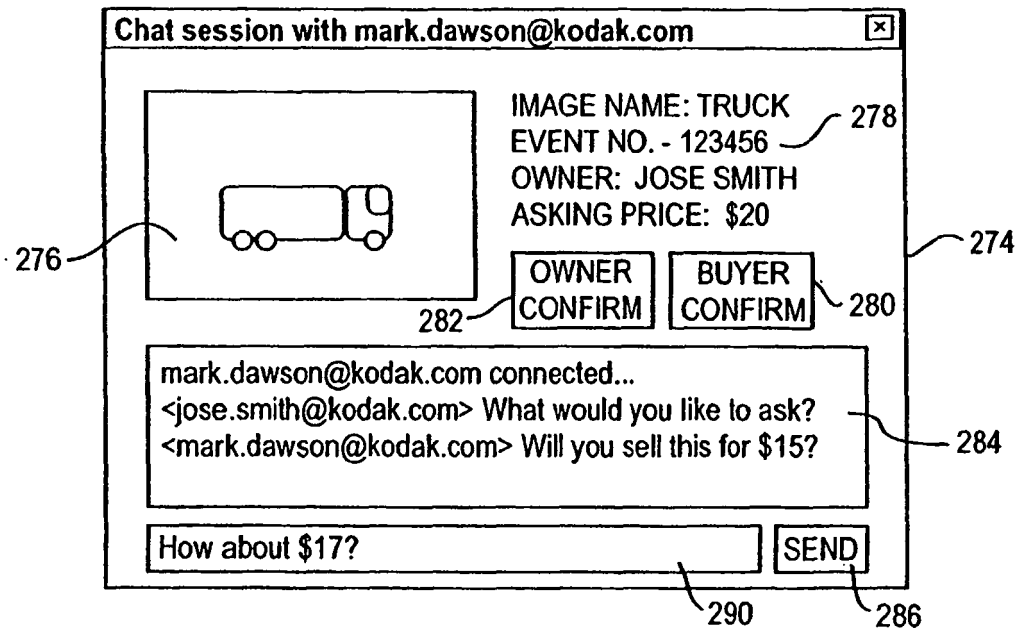 Chat session with mark.dawson@kodak.com
IMAGE NAME: TRUCK
278
EVENT NO. - 123456
OWNER: JOSE SMITH
ASKING PRICE: $20
274
276
OWNER CONFIRM
BUYER CONFIRM
280
282
mark.dawson@kodak.com connected...
<jose.smith@kodak.com> What would you like to ask?
<mark.dawson@kodak.com> Will you sell this for $15?
284
How about $17?
SEND
290
286